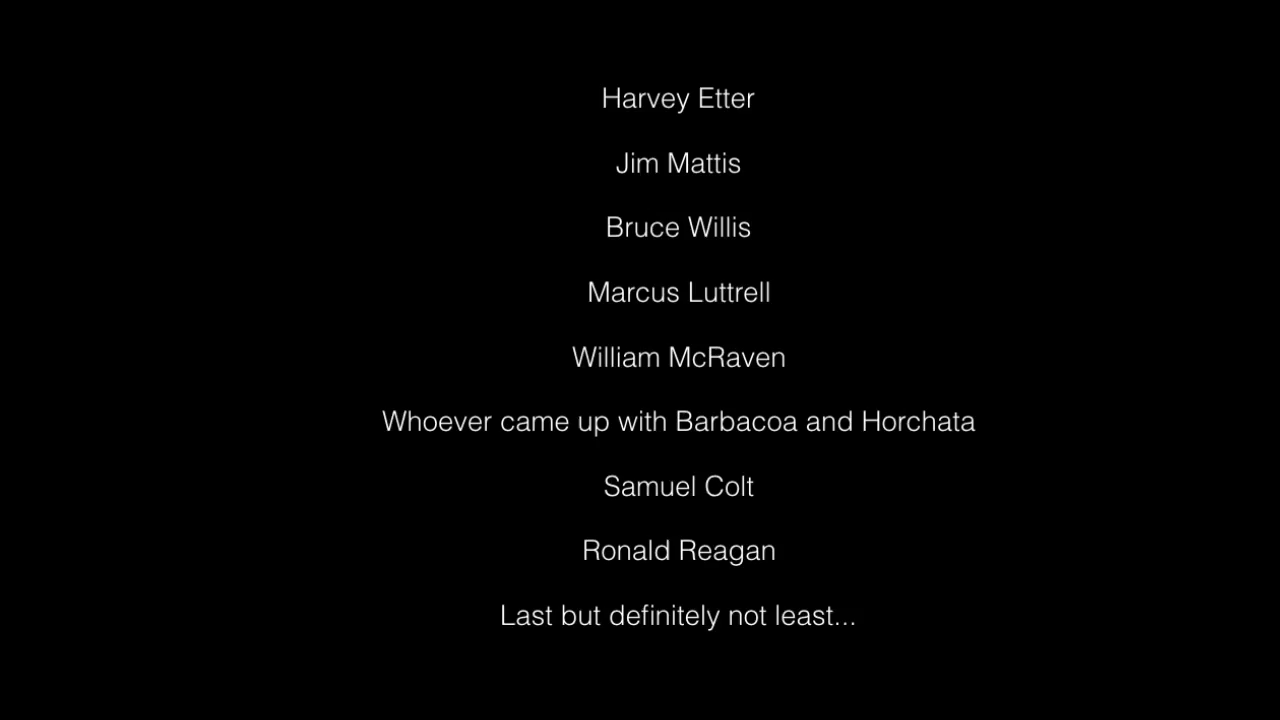 Harvey Etter
Jim Mattis
Bruce Willis
Marcus Luttrell
William McRaven
Whoever came up with Barbacoa and Horchata
Samuel Colt
Ronald Reagan
Last but definitely not least...